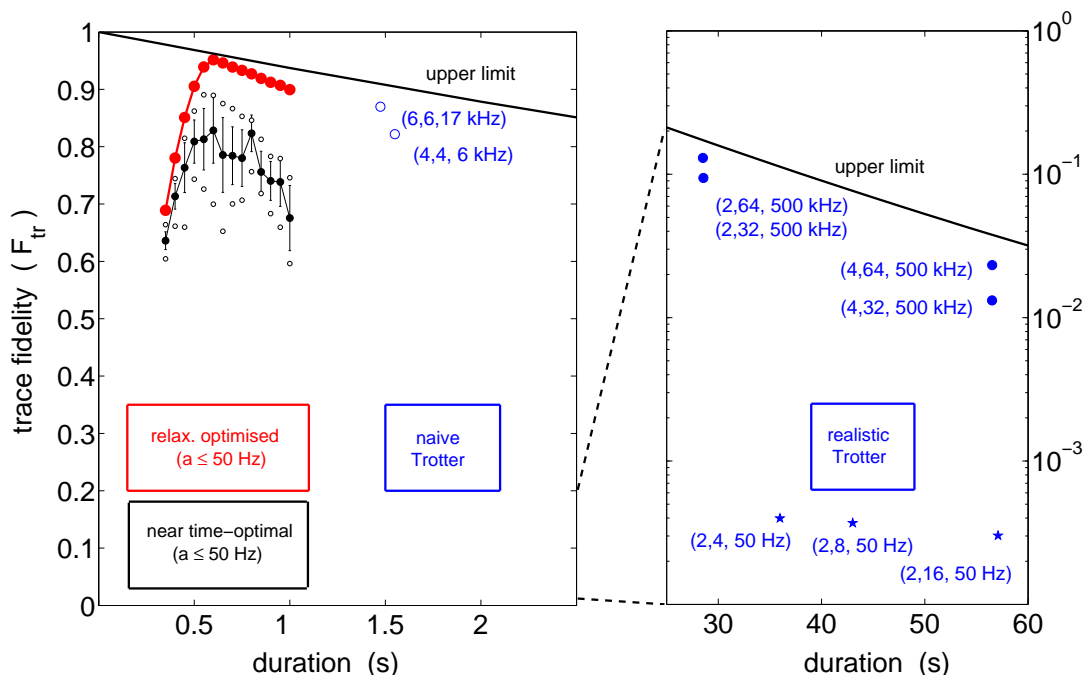 1
0.9
0.8
0.7
0.6
0.5
0.4
0.3
0.2
0.1
0
trace fidelity ( F_tr )
upper limit
(6,6,17 kHz)
(4,4, 6 kHz)
relax. optimised
(a ≤ 50 Hz)
naive
Trotter
near time−optimal
(a ≤ 50 Hz)
0.5
1
1.5
2
duration (s)
upper limit
(2,64, 500 kHz)
(2,32, 500 kHz)
(4,64, 500 kHz)
(4,32, 500 kHz)
realistic
Trotter
(2,4, 50 Hz)
(2,8, 50 Hz)
(2,16, 50 Hz)
10^0
10^−1
10^−2
10^−3
30
40
50
60
duration (s)